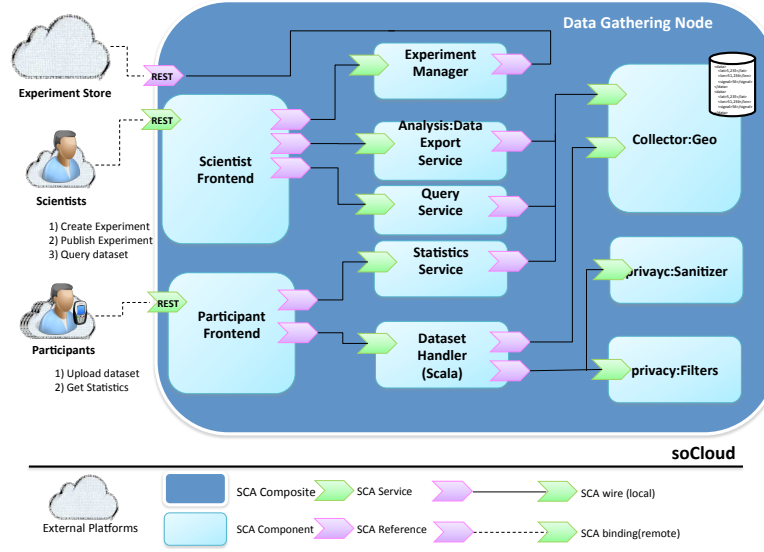 Data Gathering Node
REST
Experiment Store
Experiment
Manager
REST
Scientist
Frontend
Analysis:Data
Export
Service
Collector:Geo
Scientists
Query
Service
1) Create Experiment
2) Publish Experiment
3) Query dataset
Statistics
Service
privayc:Sanitizer
REST
Participant
Frontend
Dataset
Handler
(Scala)
privacy:Filters
Participants
1) Upload dataset
2) Get Statistics
soCloud
SCA Composite
SCA Service
SCA wire (local)
External Platforms
SCA Component
SCA Reference
SCA binding(remote)